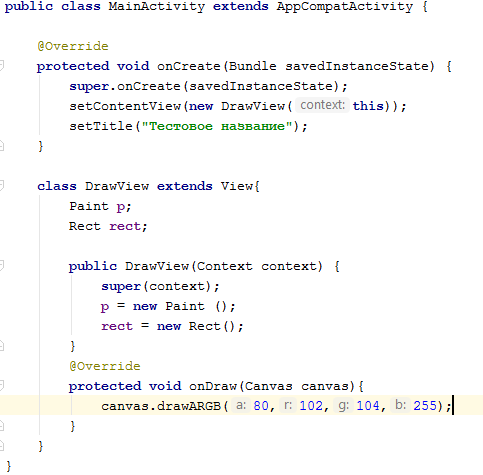 public class MainActivity extends AppCompatActivity {
@Override
protected void onCreate(Bundle savedInstanceState) {
super.onCreate(savedInstanceState);
setContentView(new DrawView( context: this));
setTitle("Тестовое название");
}
class DrawView extends View{
Paint p;
Rect rect;
public DrawView(Context context) {
super(context);
p = new Paint ();
rect = new Rect();
}
@Override
protected void onDraw(Canvas canvas){
canvas.drawARGB( a: 80, r: 102, g: 104, b: 255);
}
}
}